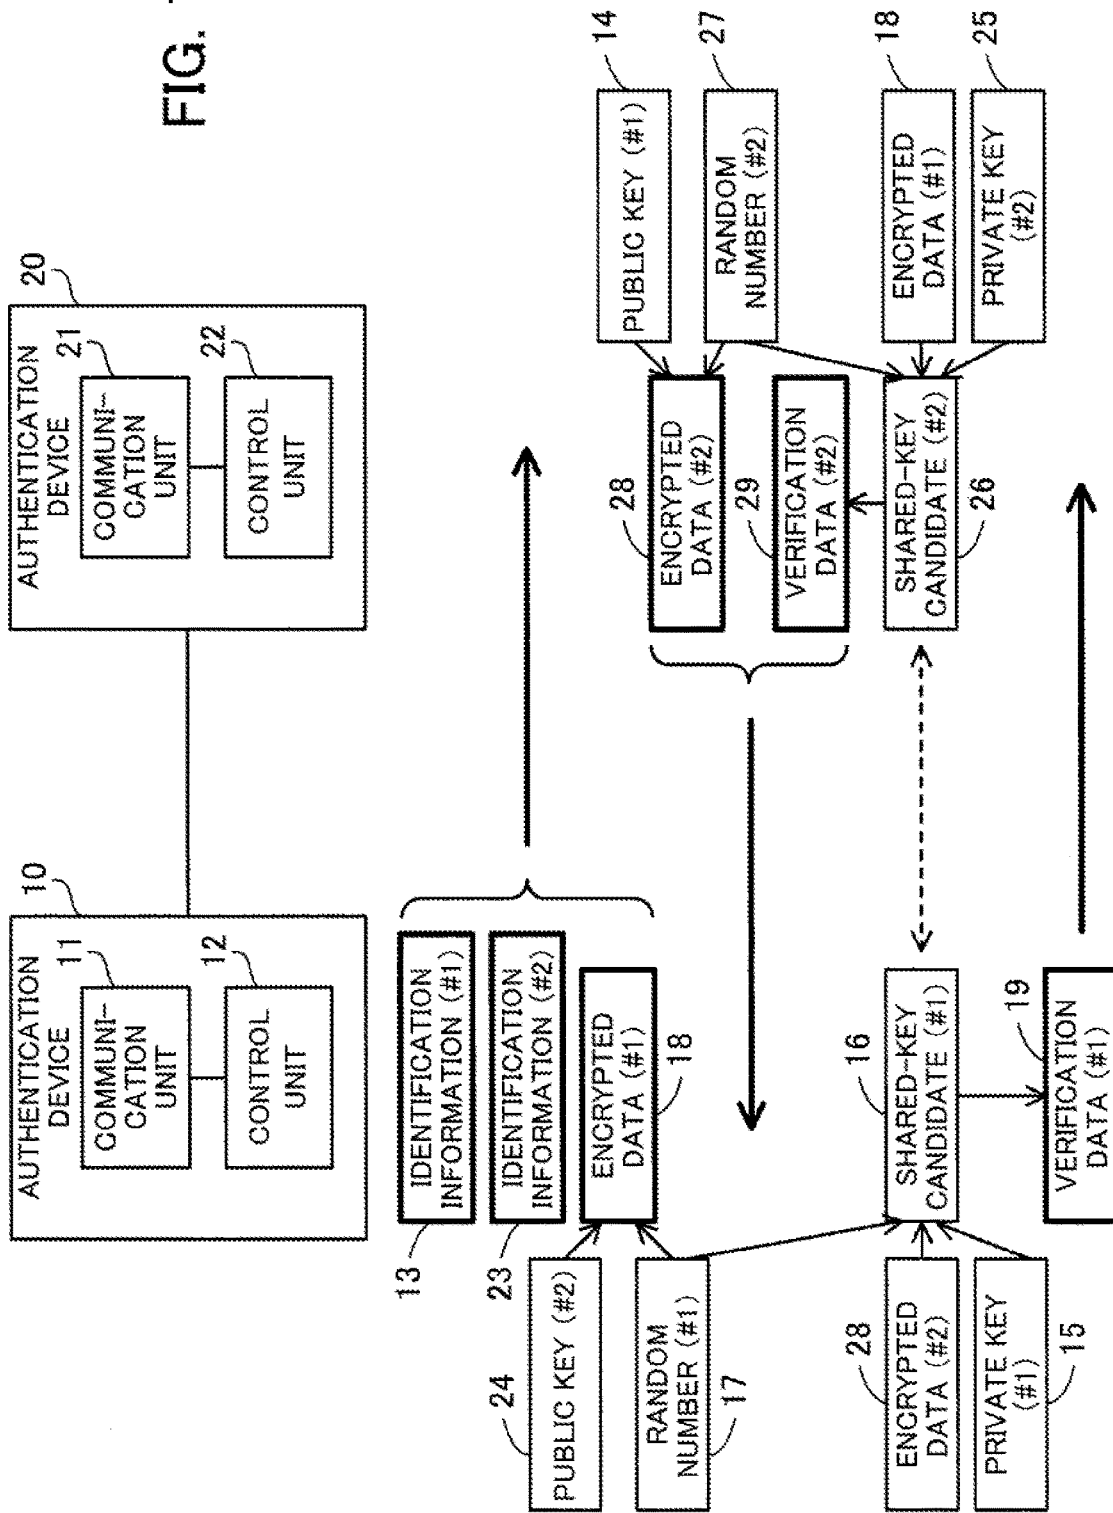 FIG.
AUTHENTICATION
DEVICE
10
COMMUNI-
CATION
UNIT
11
CONTROL
UNIT
12
AUTHENTICATION
DEVICE
20
COMMUNI-
CATION
UNIT
21
CONTROL
UNIT
22
IDENTIFICATION
INFORMATION (#1)
13
IDENTIFICATION
INFORMATION (#2)
23
PUBLIC KEY (#2)
24
ENCRYPTED
DATA (#1)
18
RANDOM
NUMBER (#1)
17
PUBLIC KEY (#1)
14
28
ENCRYPTED
DATA (#2)
RANDOM
NUMBER (#2)
27
29
VERIFICATION
DATA (#2)
28
ENCRYPTED
DATA (#2)
16
SHARED-KEY
CANDIDATE (#1)
SHARED-KEY
CANDIDATE (#2)
26
ENCRYPTED
DATA (#1)
18
PRIVATE KEY
(#1)
15
PRIVATE KEY
(#2)
25
19
VERIFICATION
DATA (#1)